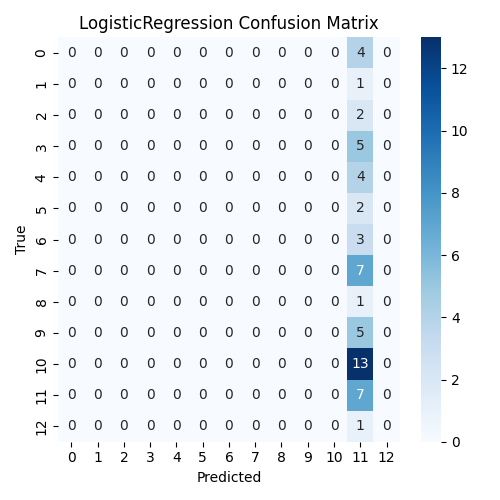 LogisticRegression Confusion Matrix
0 0 0 0 0 0 0 0 0 0 0 0 4 0
1 0 0 0 0 0 0 0 0 0 0 0 1 0
2 0 0 0 0 0 0 0 0 0 0 0 2 0
3 0 0 0 0 0 0 0 0 0 0 0 5 0
4 0 0 0 0 0 0 0 0 0 0 0 4 0
5 0 0 0 0 0 0 0 0 0 0 0 2 0
6 0 0 0 0 0 0 0 0 0 0 0 3 0
7 0 0 0 0 0 0 0 0 0 0 0 7 0
8 0 0 0 0 0 0 0 0 0 0 0 1 0
9 0 0 0 0 0 0 0 0 0 0 0 5 0
10 0 0 0 0 0 0 0 0 0 0 0 13 0
11 0 0 0 0 0 0 0 0 0 0 0 7 0
12 0 0 0 0 0 0 0 0 0 0 0 1 0
0 1 2 3 4 5 6 7 8 9 10 11 12
Predicted
True
12
10
8
6
4
2
0